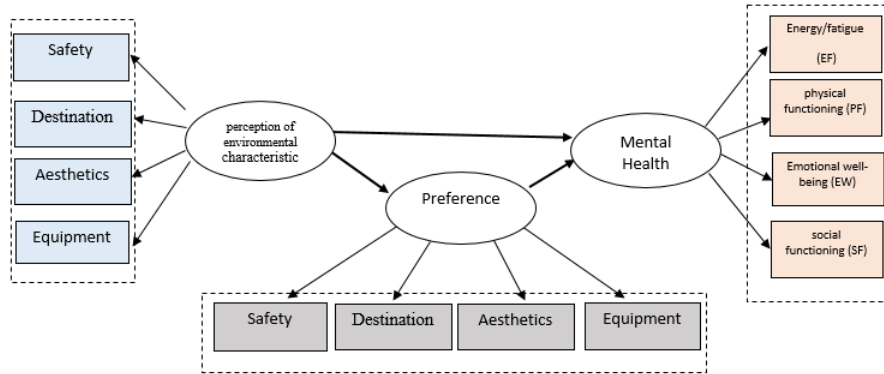 Safety
Destination
Aesthetics
Equipment
perception of
environmental
characteristic
Preference
Mental
Health
Energy/fatigue
(EF)
physical
functioning (PF)
Emotional well-
being (EW)
social
functioning (SF)
Safety
Destination
Aesthetics
Equipment